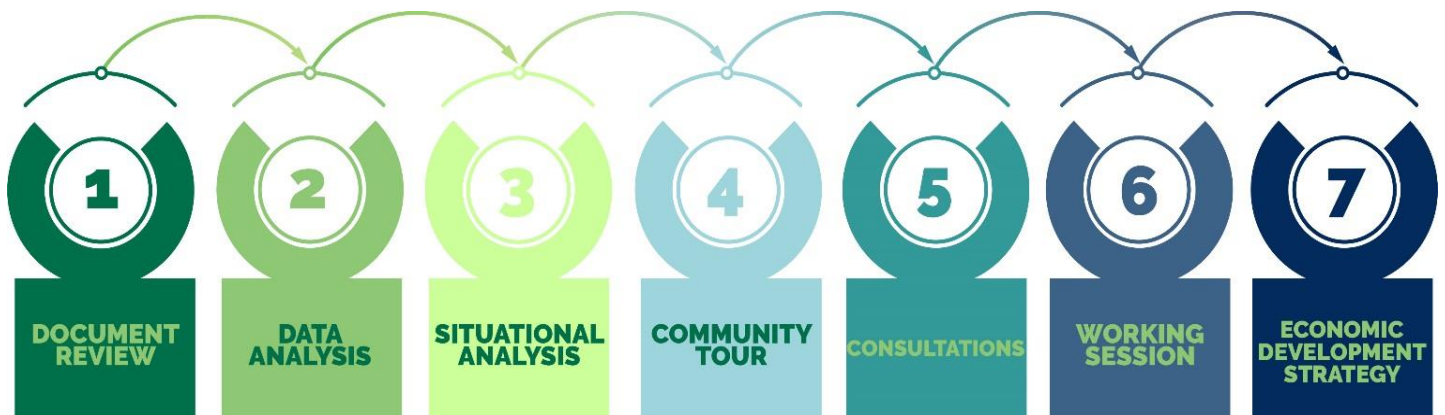 1
2
3
4
5
6
7
DOCUMENT
REVIEW
DATA
ANALYSIS
SITUATIONAL
ANALYSIS
COMMUNITY
TOUR
CONSULTATIONS
WORKING
SESSION
ECONOMIC
DEVELOPMENT
STRATEGY